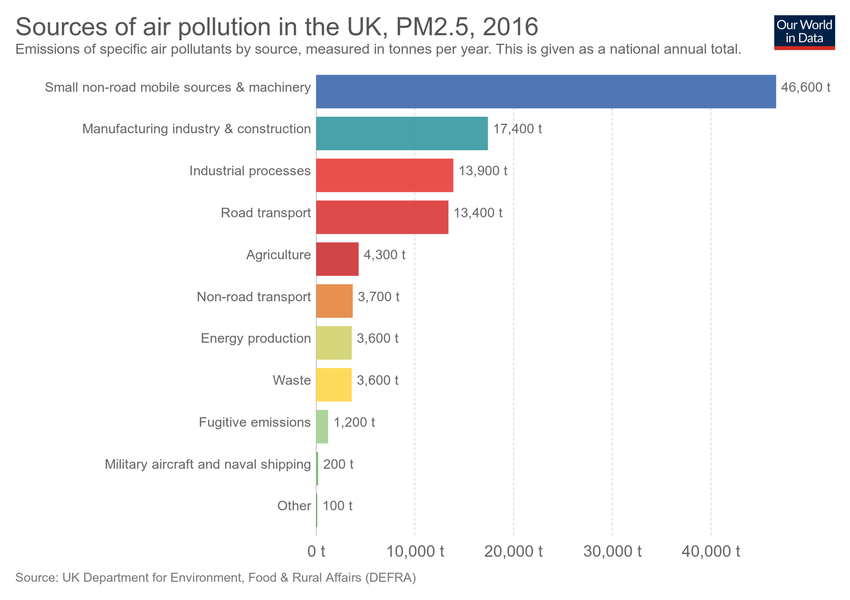 Sources of air pollution in the UK, PM2.5, 2016
Our World
in Data
Emissions of specific air pollutants by source, measured in tonnes per year. This is given as a national annual total.
Small non-road mobile sources & machinery 46,600 t
Manufacturing industry & construction 17,400 t
Industrial processes 13,900 t
Road transport 13,400 t
Agriculture 4,300 t
Non-road transport 3,700 t
Energy production 3,600 t
Waste 3,600 t
Fugitive emissions 1,200 t
Military aircraft and naval shipping 200 t
Other 100 t
0 t 10,000 t 20,000 t 30,000 t 40,000 t
Source: UK Department for Environment, Food & Rural Affairs (DEFRA)